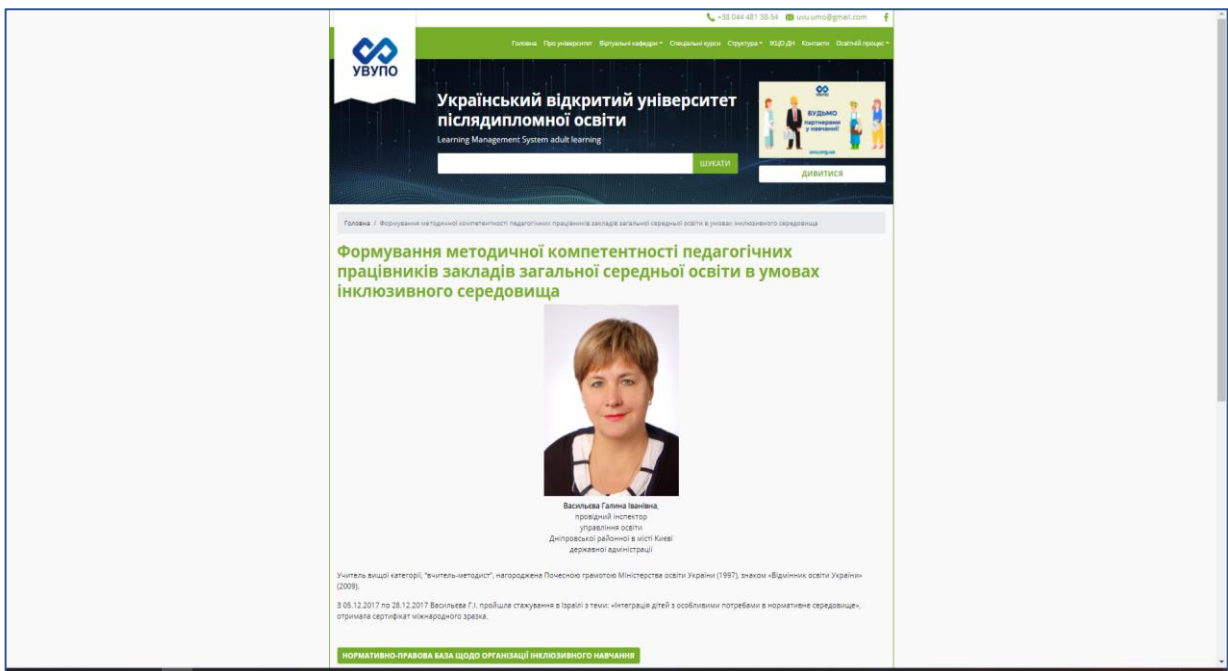 +38 044 481 38-54 uvu.umo@gmail.com f
Головна Про університет Віртуальні кафедри Спеціальні курси Структура Контакти Освітній процес
УВУПО
Український відкритий університет
післядипломної освіти
Learning Management System adult learning
ШУКАТИ
УВУПО
БУДЬМО
партнерами
у навчанні!
uvu.org.ua
ДИВИТИСЯ
Головна / Формування методичної компетентності педагогічних працівників закладів загальної середньої освіти в умовах інклюзивного середовища
Формування методичної компетентності педагогічних
працівників закладів загальної середньої освіти в умовах
інклюзивного середовища
Васильєва Галина Іванівна,
провідний інспектор
управління освіти
Дніпровської районної в місті Києві
державної адміністрації
Учитель вищої категорії, "вчитель-методист", нагороджена Почесною грамотою Міністерства освіти України (1997), знаком «Відмінник освіти України»
(2009).
З 05.12.2017 по 28.12.2017 Васильєва Г.І. пройшла стажування в Ізраїлі з теми: «Інтеграція дітей з особливими потребами в нормативне середовище»,
отримала сертифікат міжнародного зразка.
НОРМАТИВНО-ПРАВОВА БАЗА ЩОДО ОРГАНІЗАЦІЇ ІНКЛЮЗИВНОГО НАВЧАННЯ